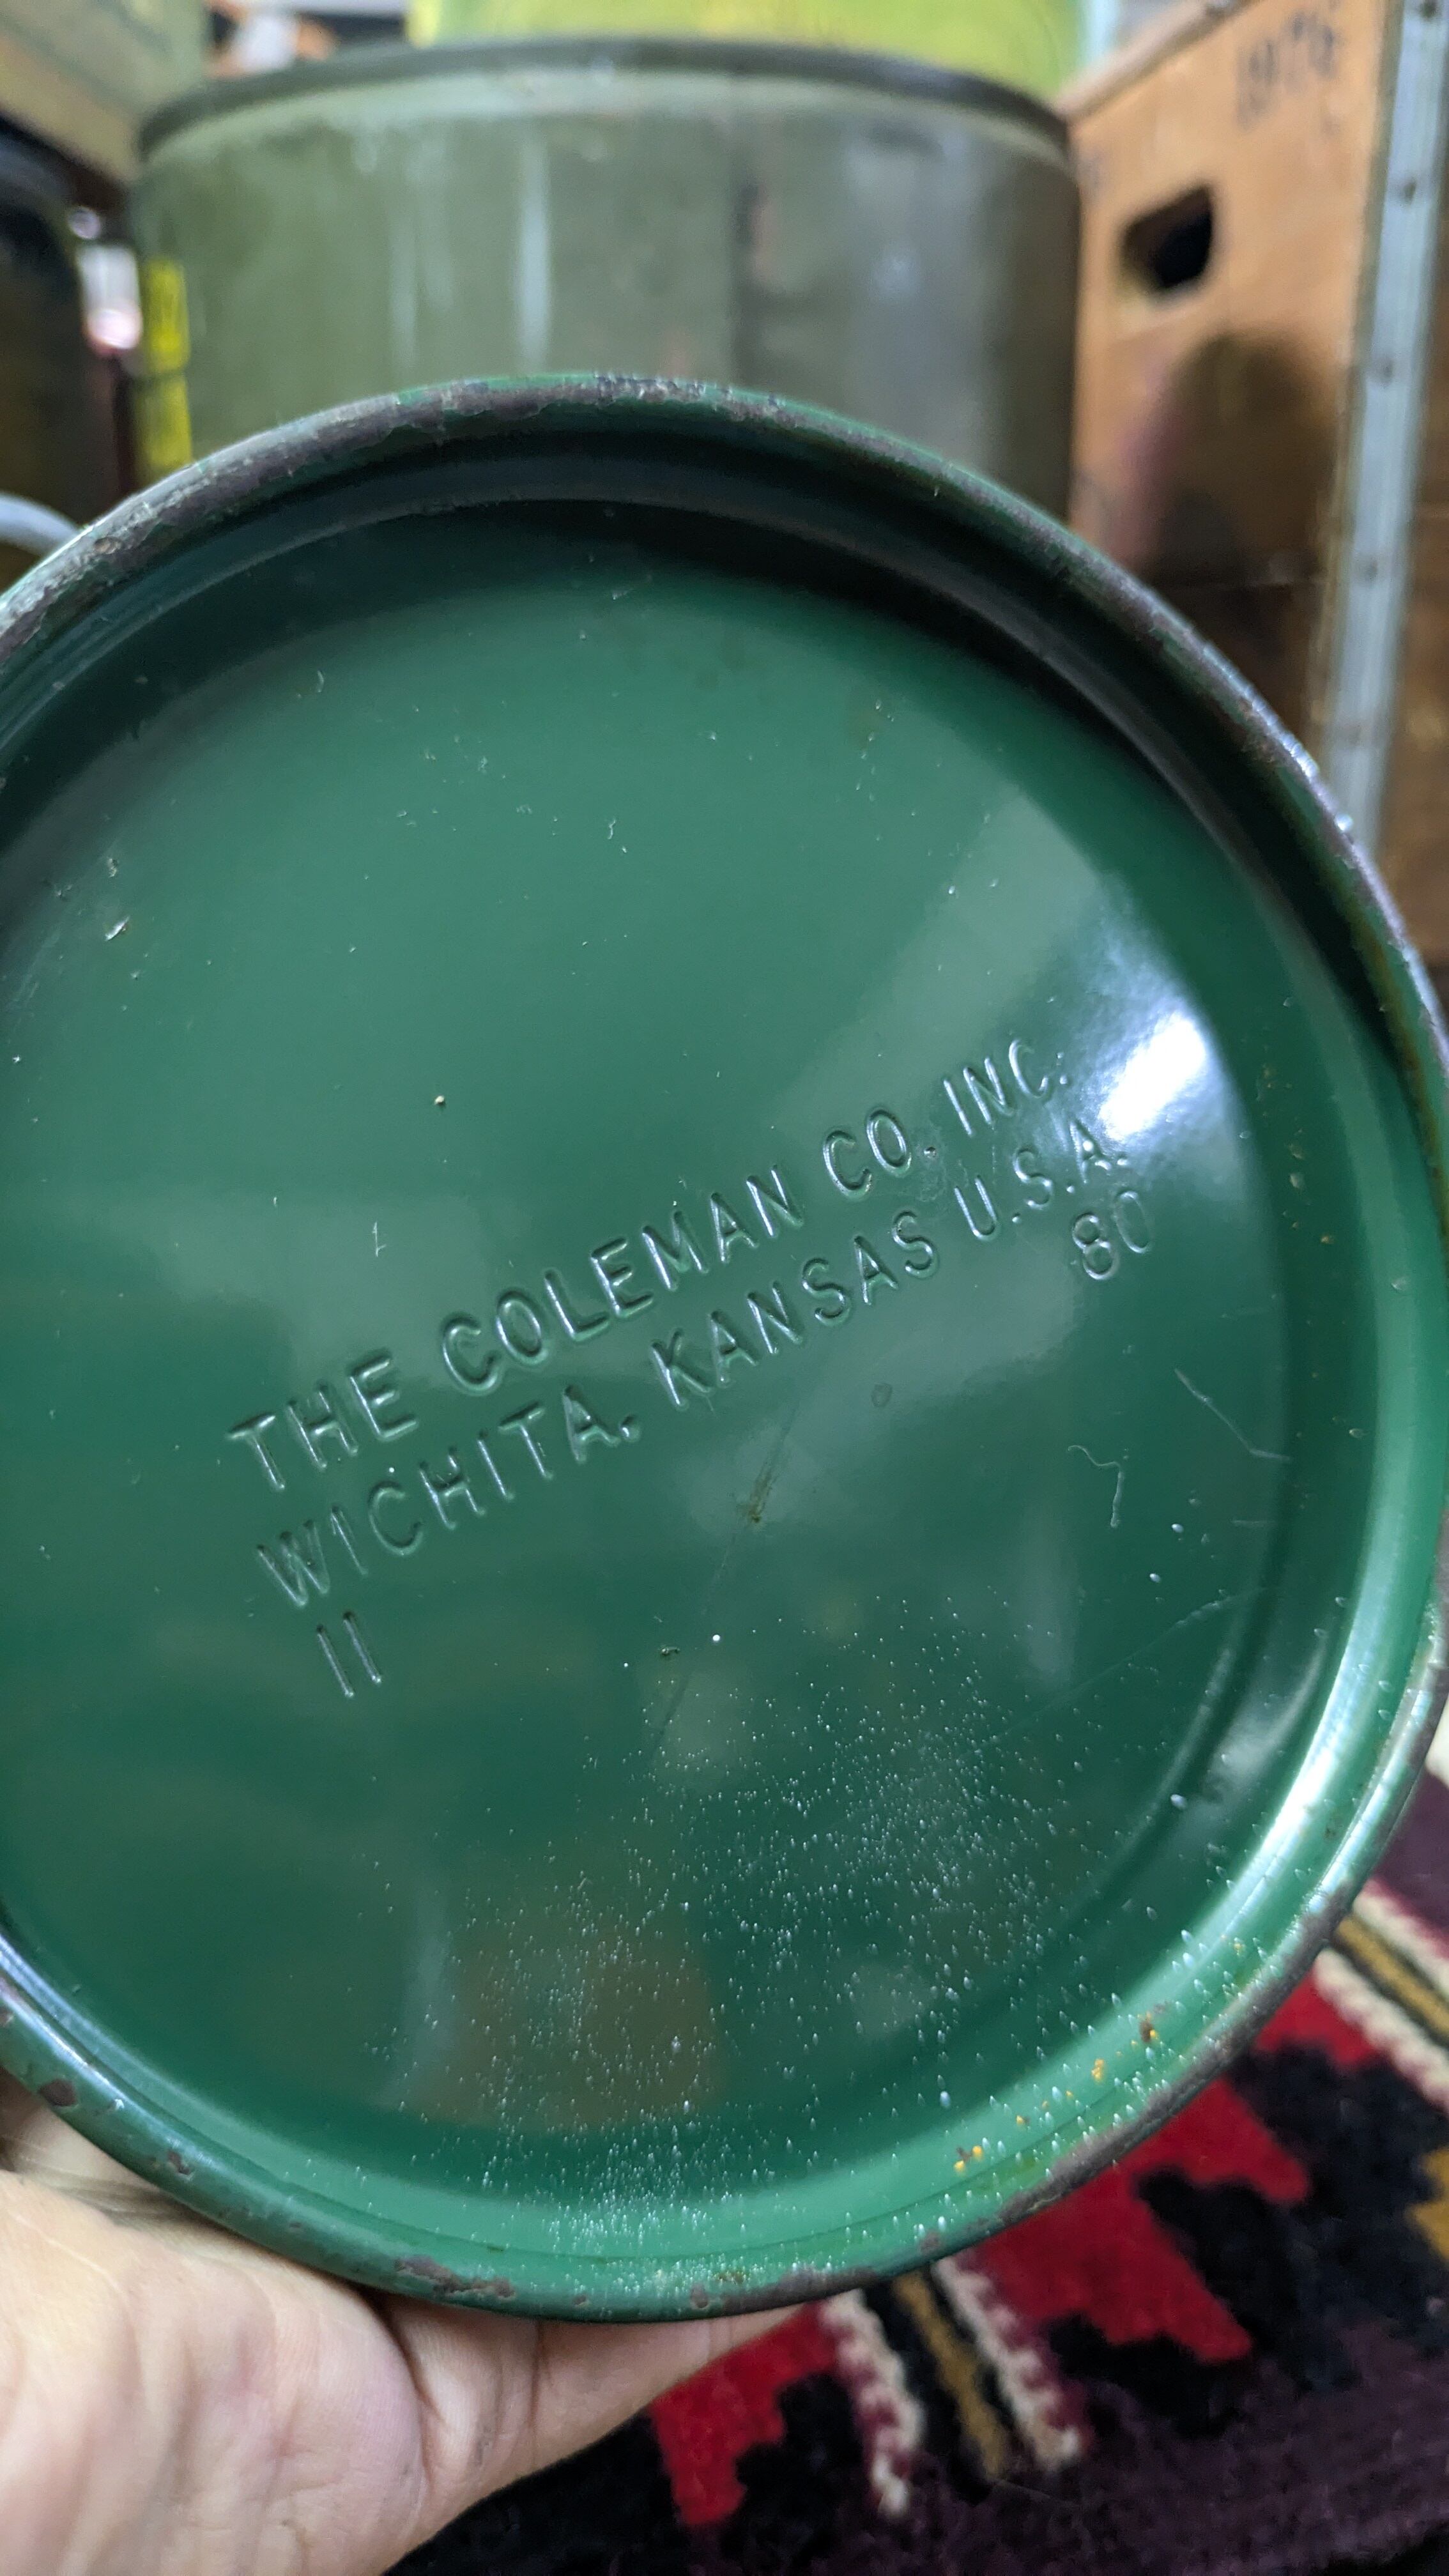 THE COLEMAN CO. INC.
WICHITA, KANSAS U.S.A.
11 80